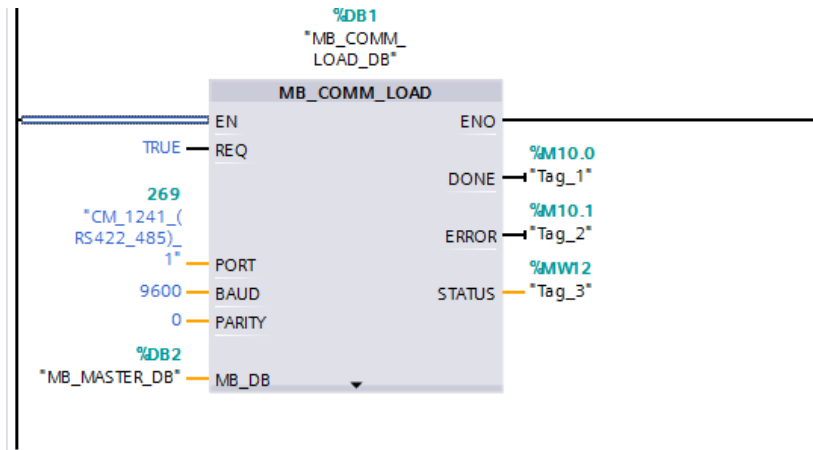 %DB1
"MB_COMM_
LOAD_DB"
MB_COMM_LOAD
EN
ENO
TRUE
REQ
%M10.0
DONE
"Tag_1"
269
"CM_1241_(
RS422_485)_
1"
PORT
%M10.1
ERROR
"Tag_2"
%MW12
9600
BAUD
STATUS
"Tag_3"
0
PARITY
%DB2
"MB_MASTER_DB"
MB_DB